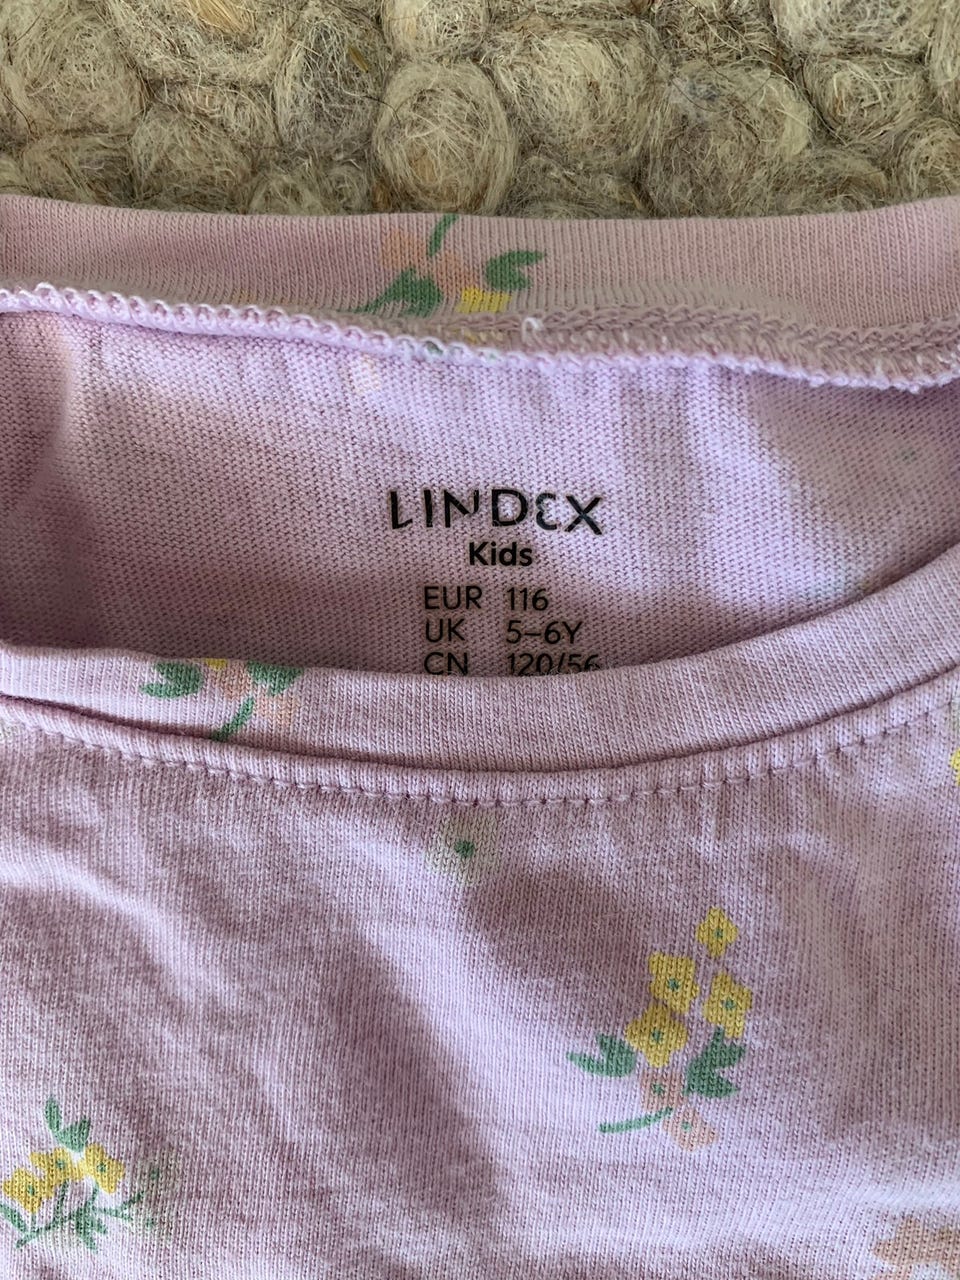 LINDEX
Kids
EUR 116
UK 5–6Y
CN 120/56